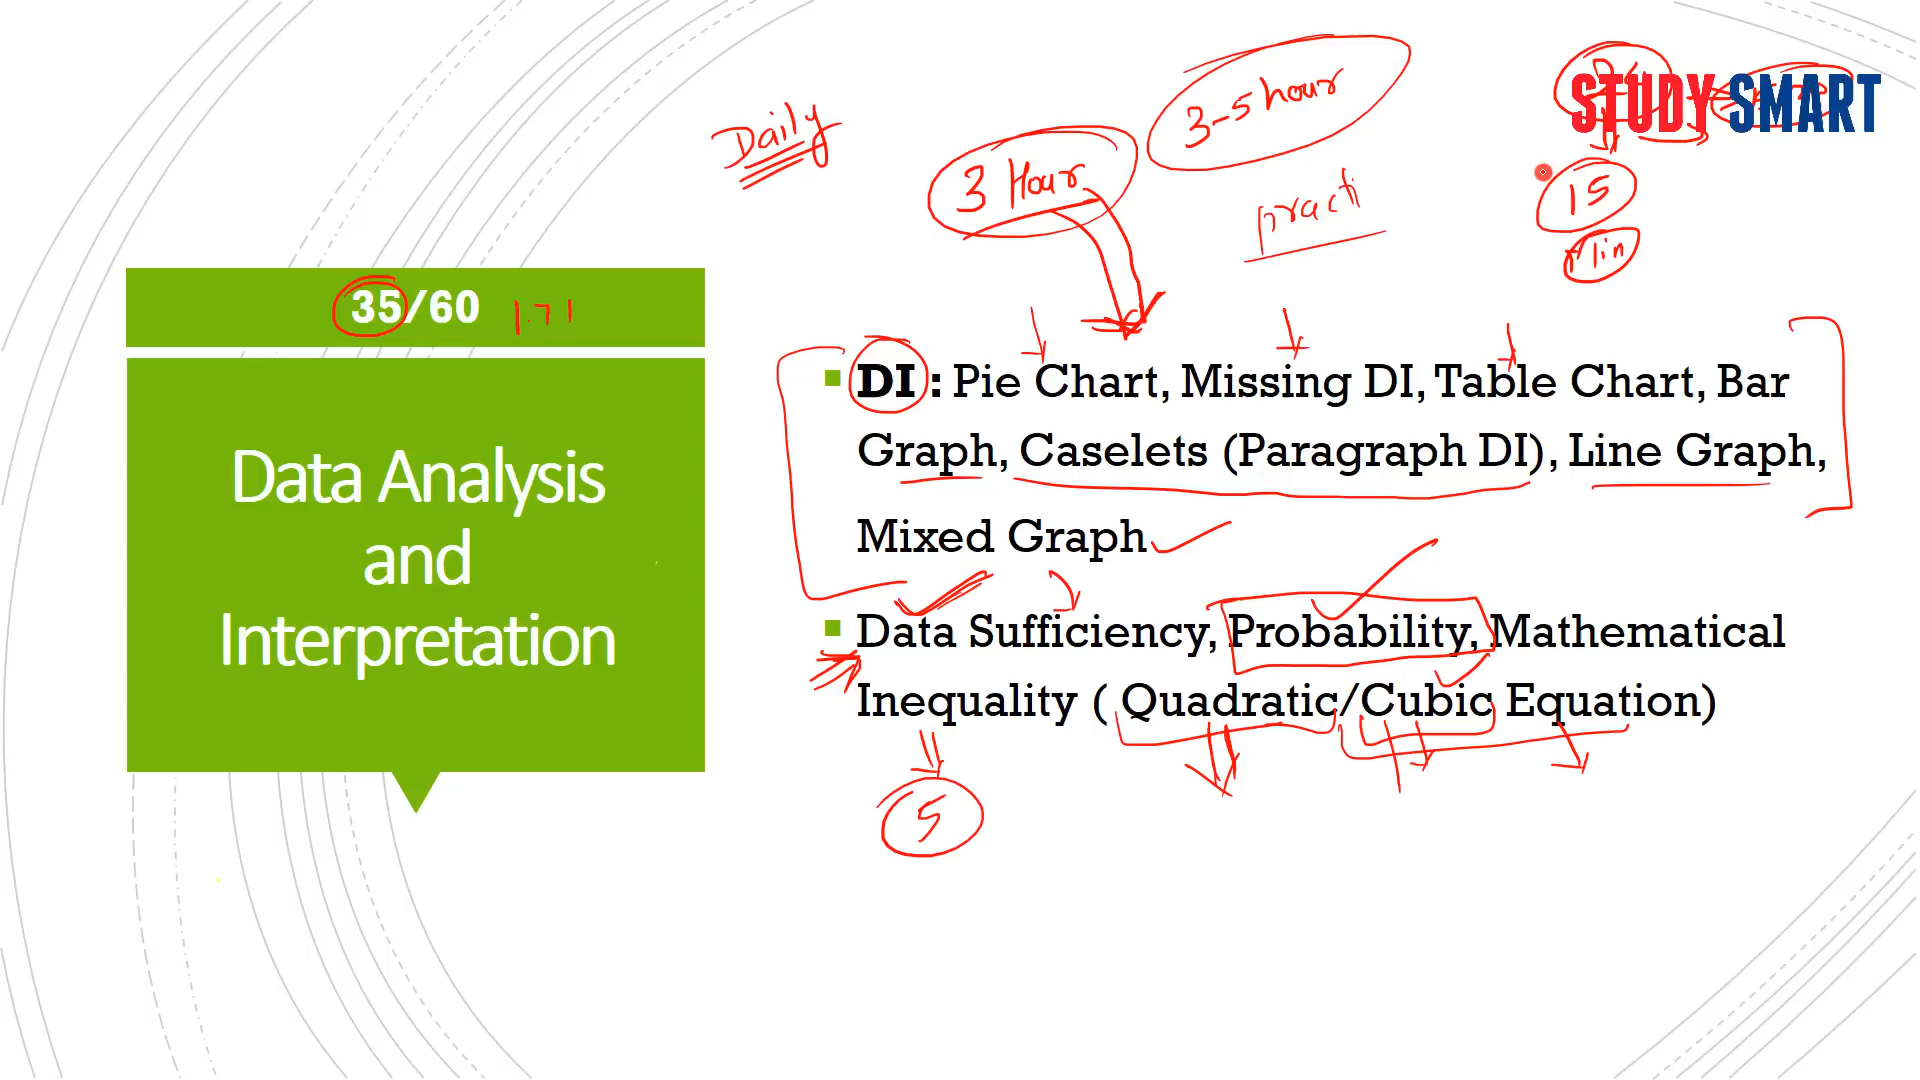 STUDY SMART
Daily
3 Hour
3-5 hour
practi
15
Min
35/60 1.71
Data Analysis
and
Interpretation
DI : Pie Chart, Missing DI, Table Chart, Bar
Graph, Caselets (Paragraph DI), Line Graph,
Mixed Graph
Data Sufficiency, Probability, Mathematical
Inequality ( Quadratic/Cubic Equation)
5